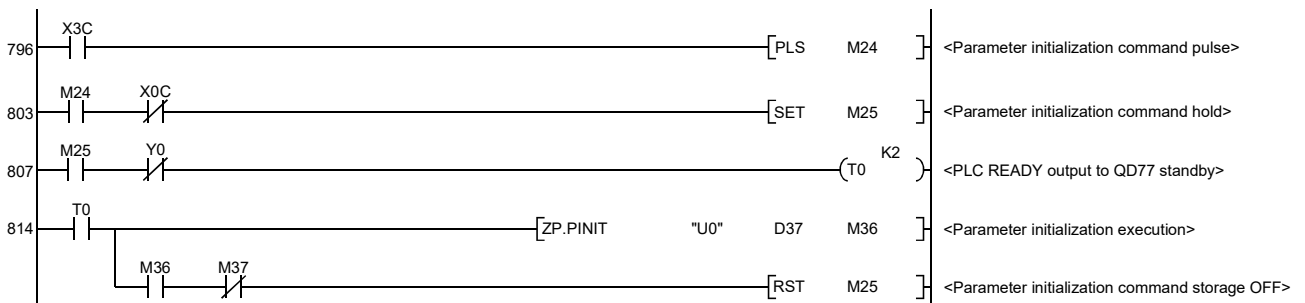 X3C
796 PLS M24 <Parameter initialization command pulse>
M24 X0C
803 SET M25 <Parameter initialization command hold>
M25 Y0 K2
807 T0 <PLC READY output to QD77 standby>
T0
814 ZP.PINIT "U0" D37 M36 <Parameter initialization execution>
M36 M37
RST M25 <Parameter initialization command storage OFF>